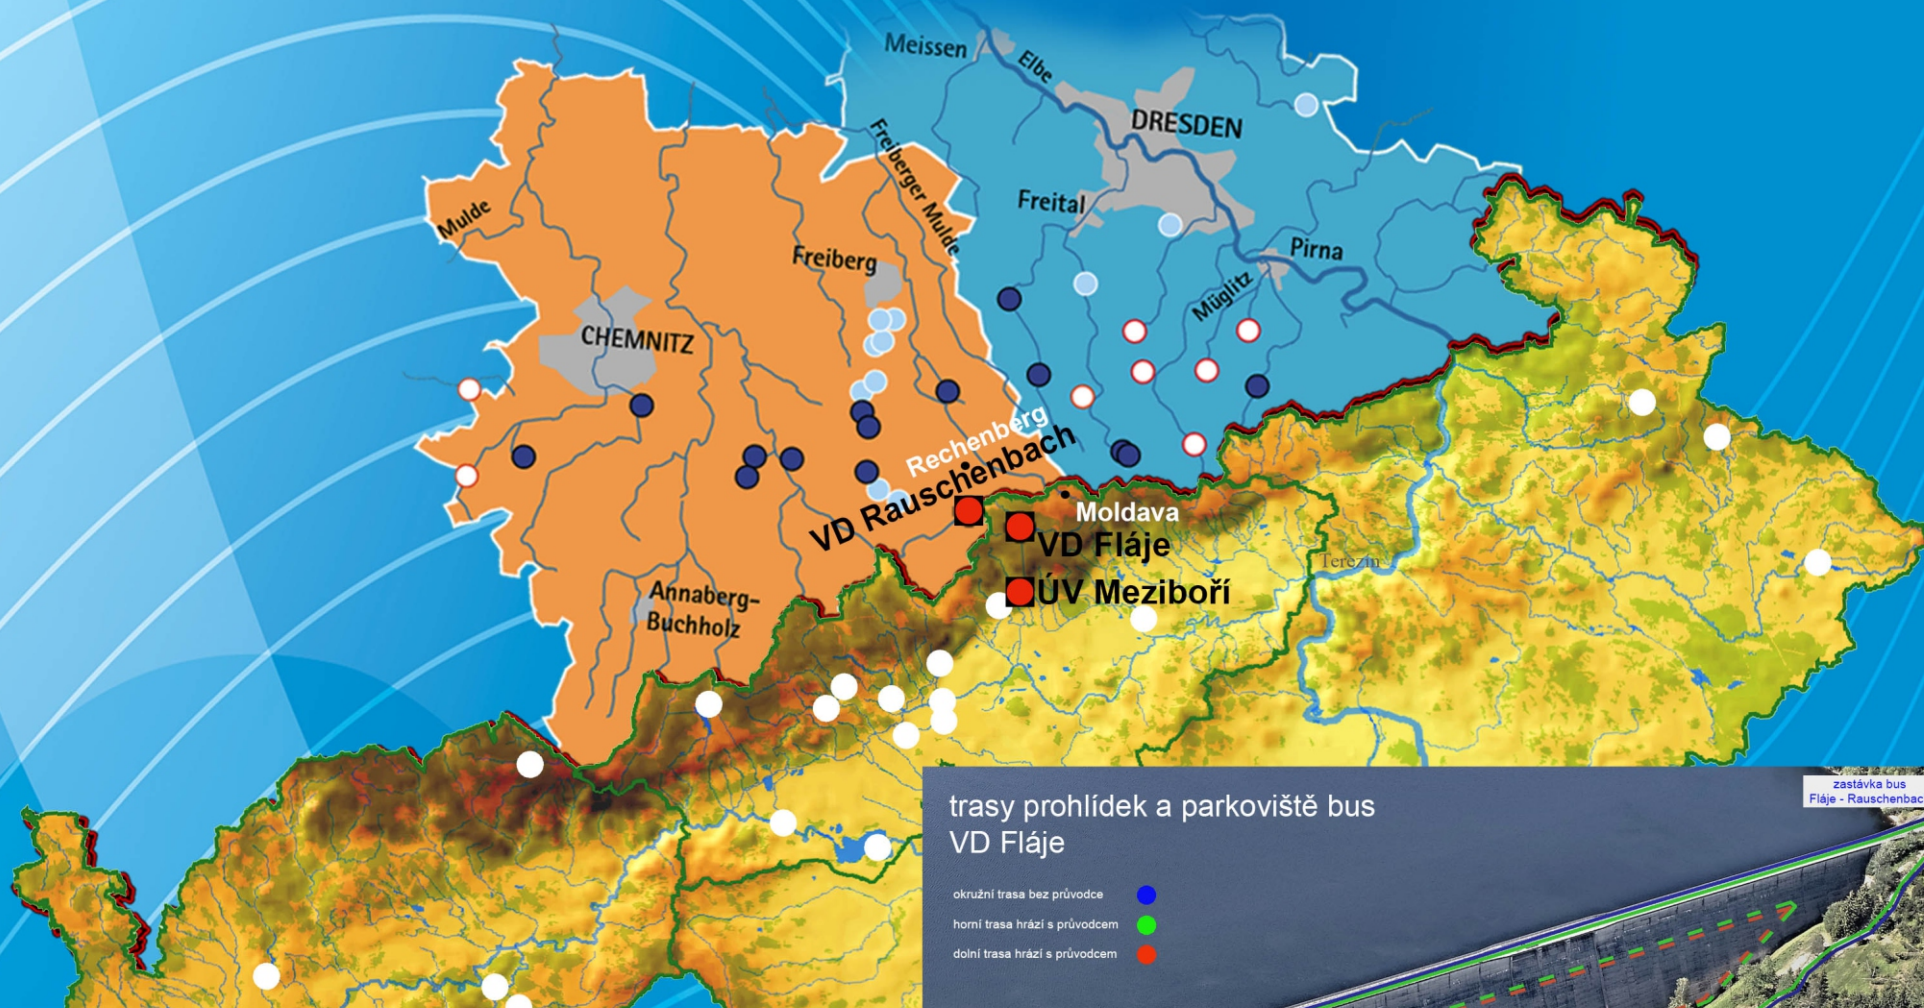 Meissen
Elbe
DRESDEN
Mulde
Freiberger Mulde
Freital
Freiberg
Pirna
Müglitz
CHEMNITZ
Rechenberg
VD Rauschenbach
Moldava
VD Fláje
Terezín
ÚV Meziboří
Annaberg-
Buchholz
zastávka bus
Fláje - Rauschenbac
trasy prohlídek a parkoviště bus
VD Fláje
okružní trasa bez průvodce
horní trasa hrází s průvodcem
dolní trasa hrází s průvodcem